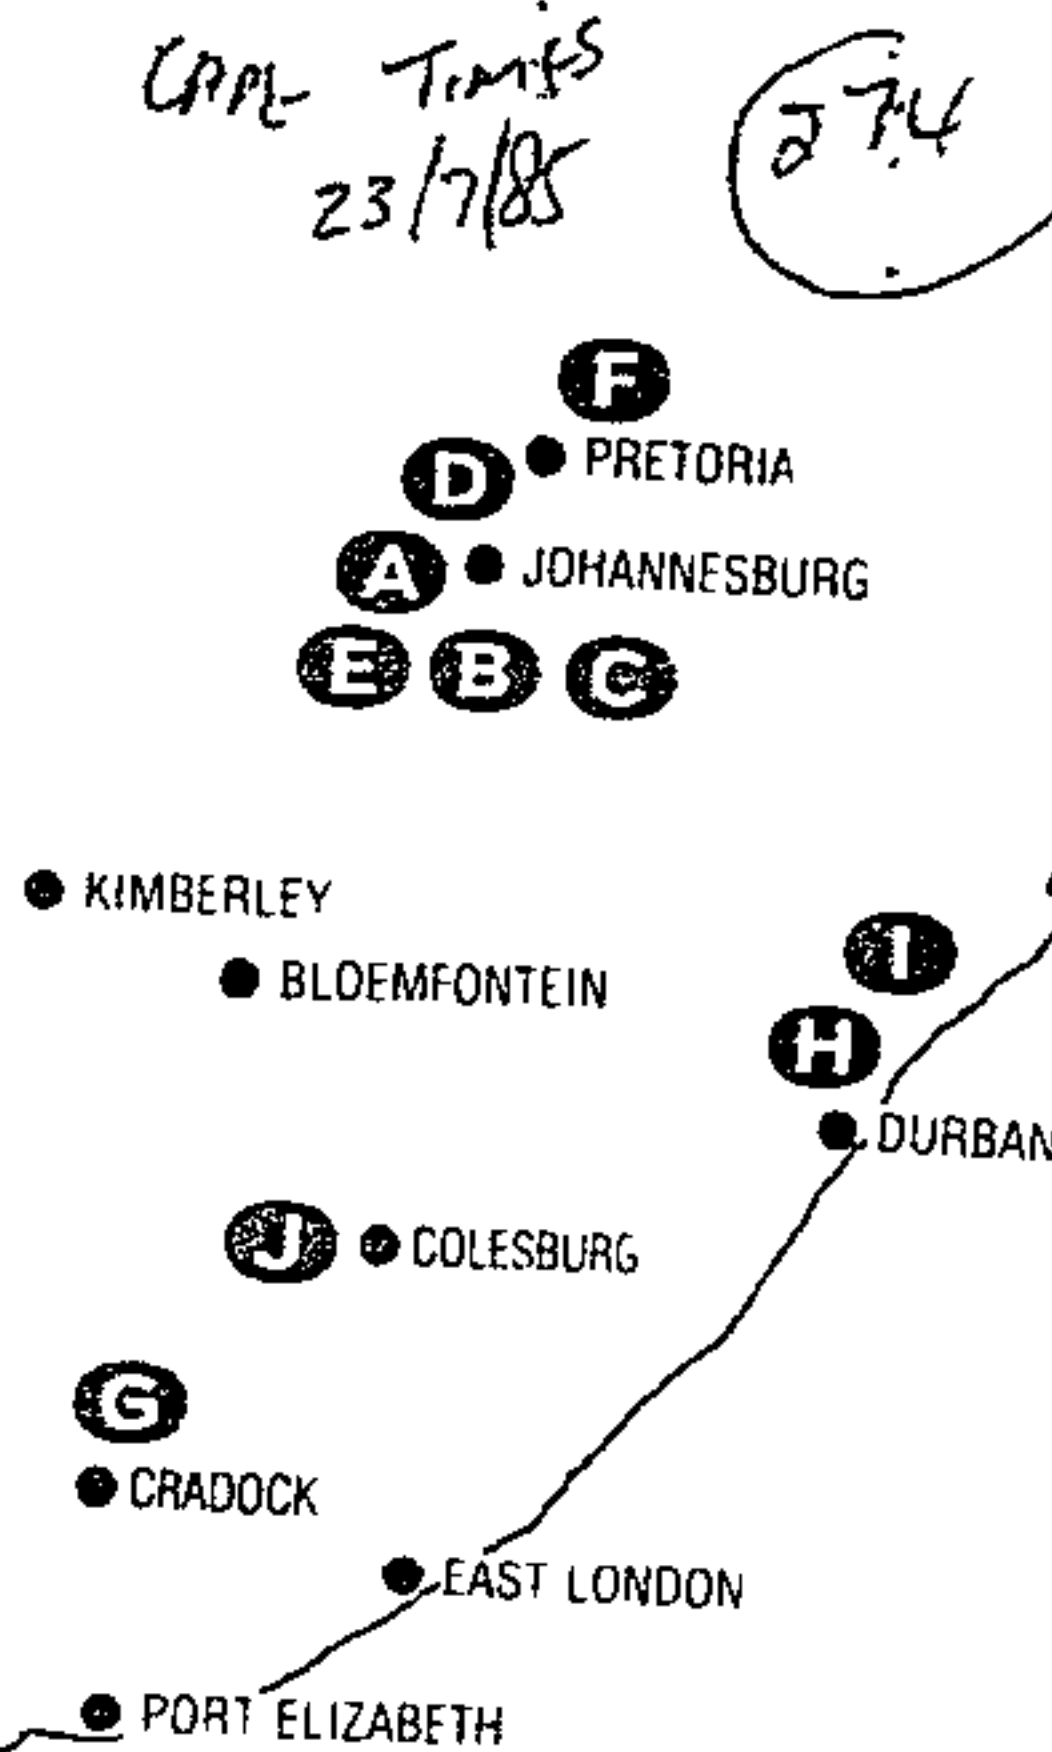 CAPE TIMES
23/7/85
274
F
PRETORIA
D
JOHANNESBURG
A
E B C
KIMBERLEY
I
BLOEMFONTEIN
H
DURBAN
J COLESBURG
G
CRADOCK
EAST LONDON
PORT ELIZABETH